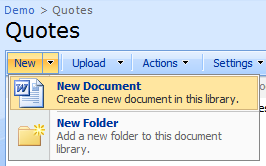 Demo > Quotes
Quotes
New Upload Actions Settings
New Document
Create a new document in this library.
New Folder
Add a new folder to this document
library.